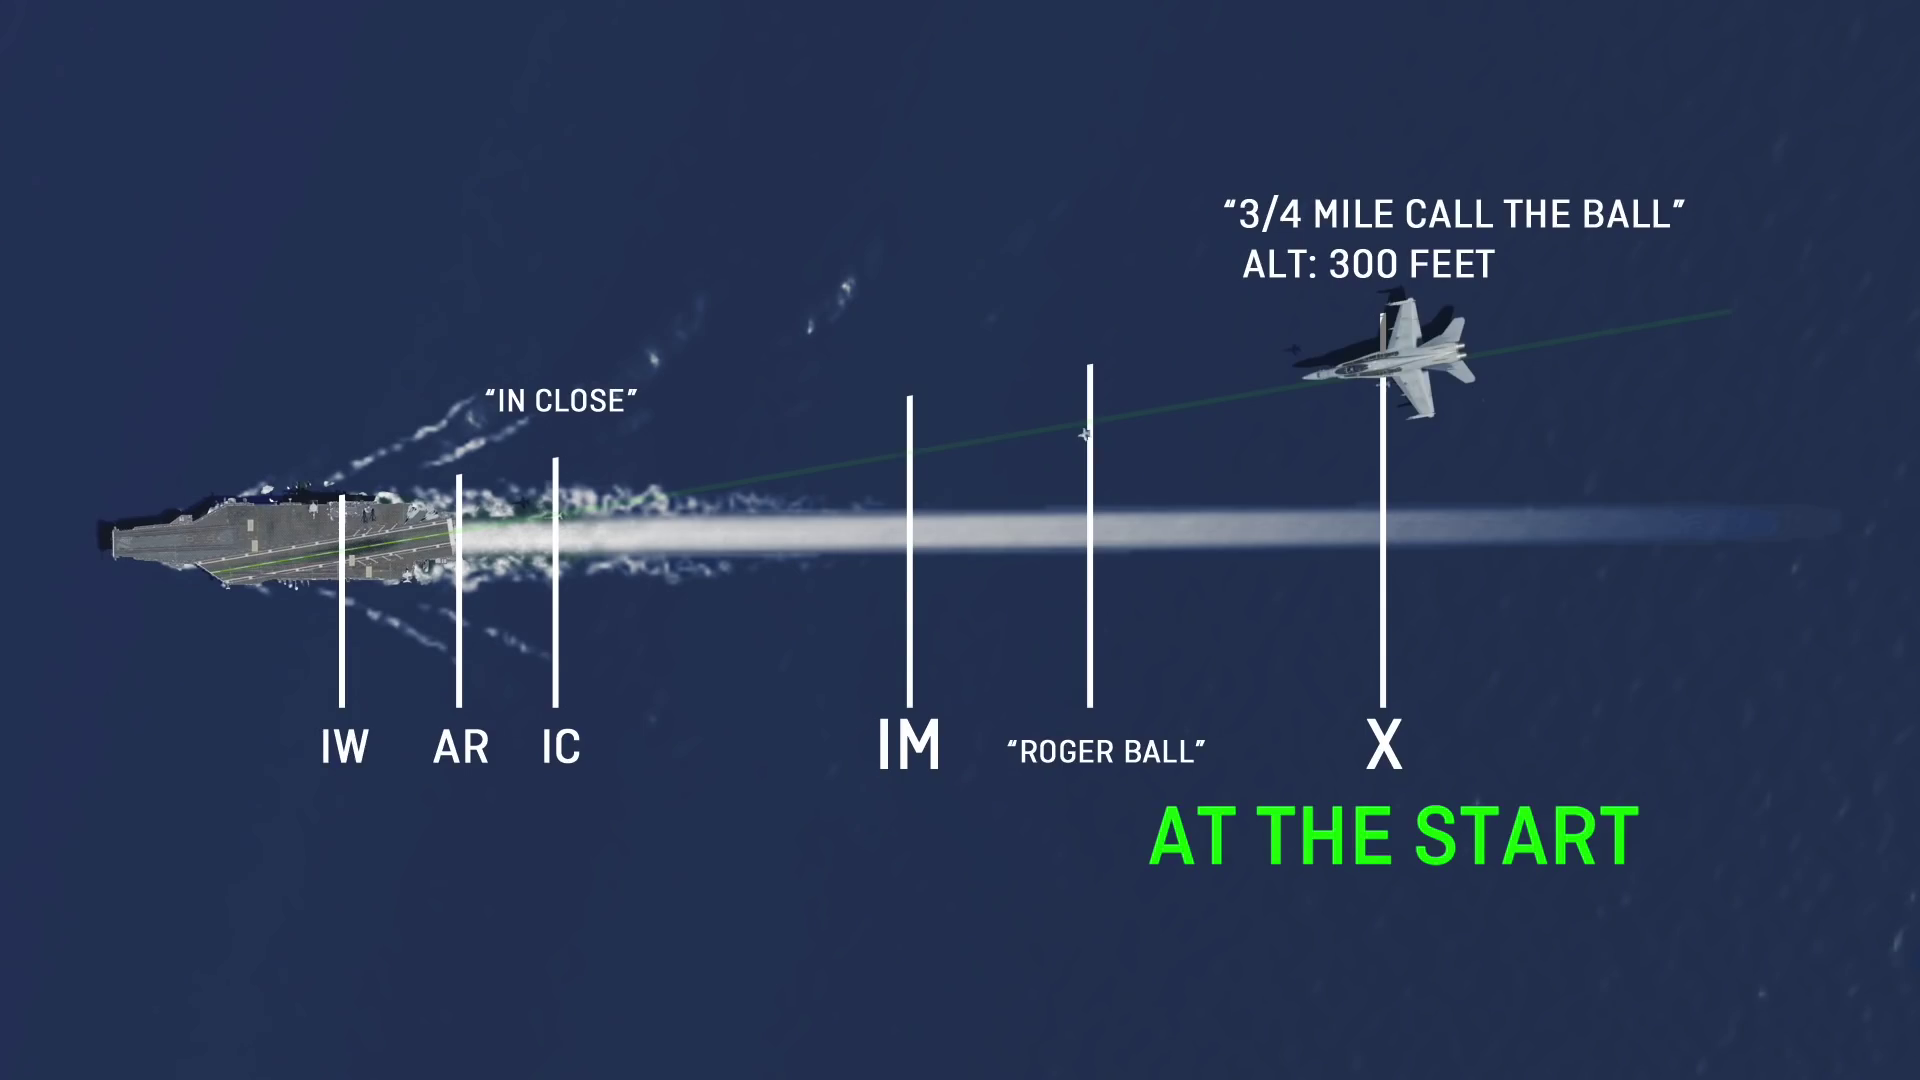 “3/4 MILE CALL THE BALL”
ALT: 300 FEET
“IN CLOSE”
IW
AR
IC
IM
“ROGER BALL”
X
AT THE START